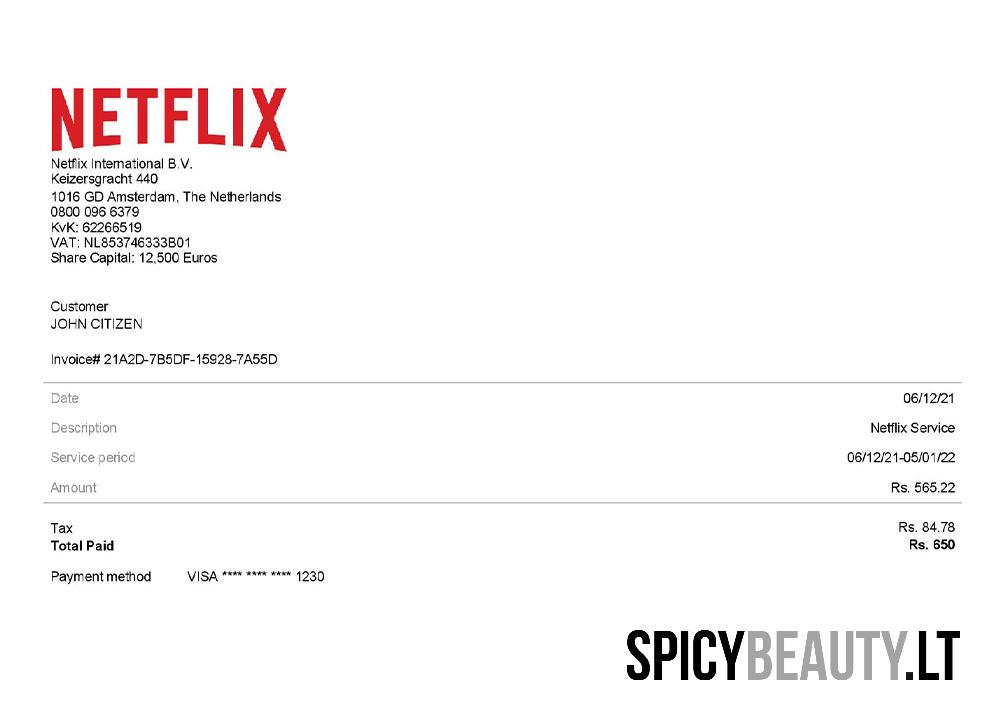 NETFLIX
Netflix International B.V.
Keizersgracht 440
1016 GD Amsterdam, The Netherlands
0800 096 6379
KvK: 62266519
VAT: NL853746333B01
Share Capital: 12,500 Euros
Customer
JOHN CITIZEN
Invoice# 21A2D-7B5DF-15928-7A55D
Date 06/12/21
Description Netflix Service
Service period 06/12/21-05/01/22
Amount Rs. 565.22
Tax Rs. 84.78
Total Paid Rs. 650
Payment method VISA **** **** **** 1230
SPICYBEAUTY.LT